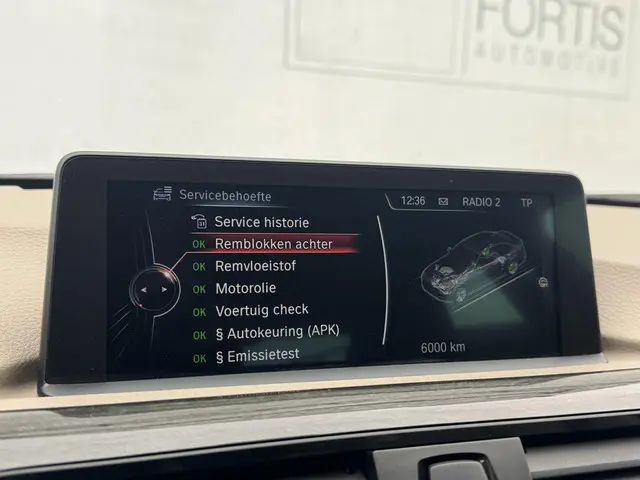 FORTIS
AUTOMOTIVE
Servicebehoefte
12:36 RADIO 2 TP
31 Service historie
OK Remblokken achter
OK Remvloeistof
OK Motorolie
OK Voertuig check
OK § Autokeuring (APK)
OK § Emissietest
6000 km